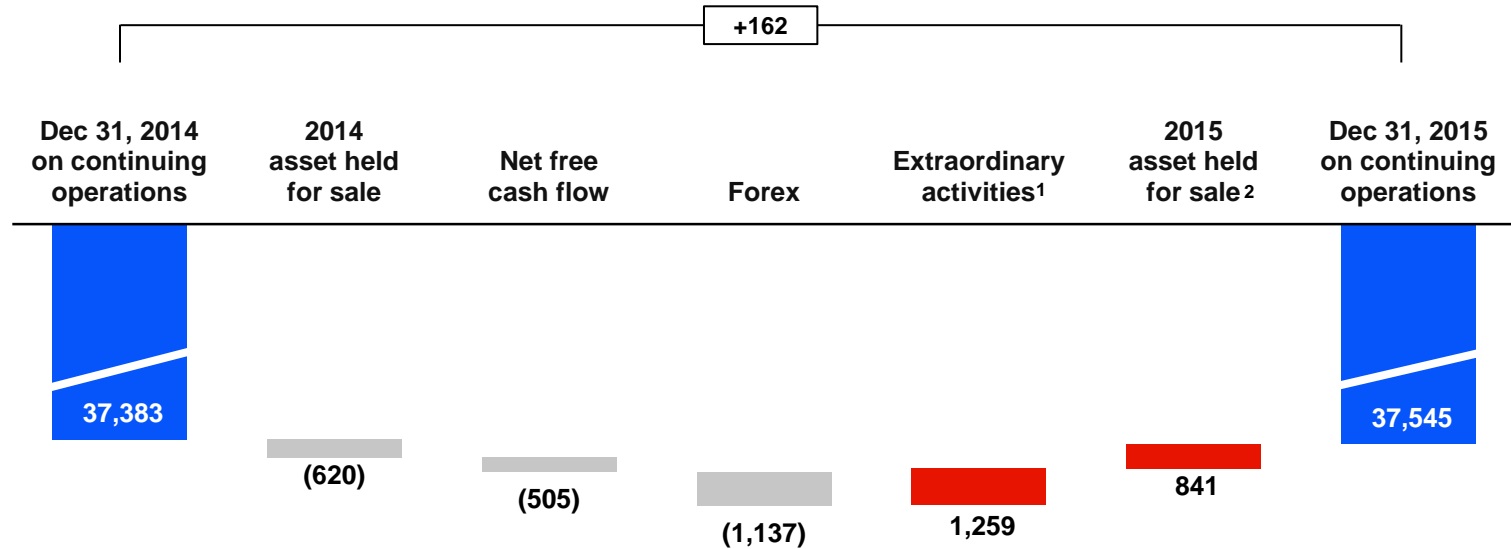 +162
Dec 31, 2014
on continuing
operations
2014
asset held
for sale
Net free
cash flow
Forex
Extraordinary
activities1
2015
asset held
for sale 2
Dec 31, 2015
on continuing
operations
37,383
(620)
(505)
(1,137)
1,259
841
37,545